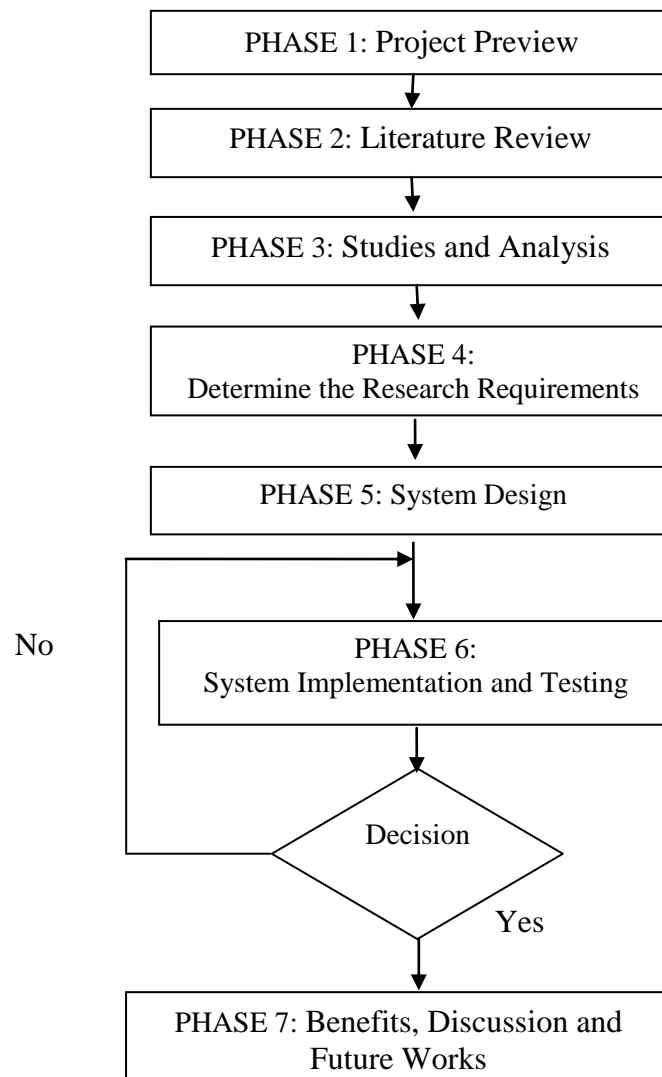 PHASE 1: Project Preview
PHASE 2: Literature Review
PHASE 3: Studies and Analysis
PHASE 4:
Determine the Research Requirements
PHASE 5: System Design
No
PHASE 6:
System Implementation and Testing
Decision
Yes
PHASE 7: Benefits, Discussion and
Future Works